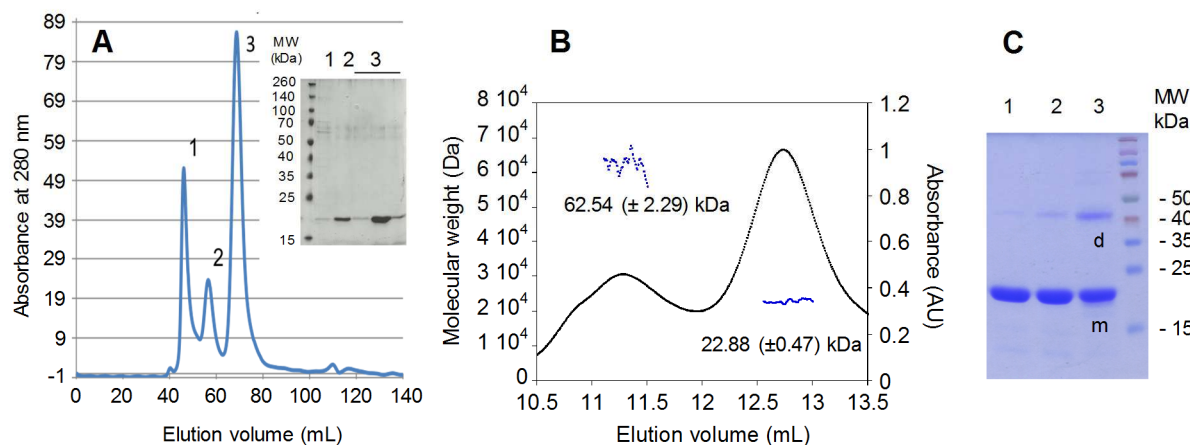 A
Absorbance at 280 nm
89
79
69
59
49
39
29
19
9
-1
0 20 40 60 80 100 120 140
Elution volume (mL)
1
2
3
MW
(kDa)
1 2 3
260
140
100
70
50
40
35
25
15
B
Molecular weight (Da)
8 10⁴
7 10⁴
6 10⁴
5 10⁴
4 10⁴
3 10⁴
2 10⁴
1 10⁴
0
62.54 (± 2.29) kDa
22.88 (±0.47) kDa
1.2
1
0.8
0.6
0.4
0.2
0
Absorbance (AU)
10.5 11 11.5 12 12.5 13 13.5
Elution volume (mL)
C
1 2 3
MW
kDa
- 50
- 40
- 35
- 25
- 15
d
m